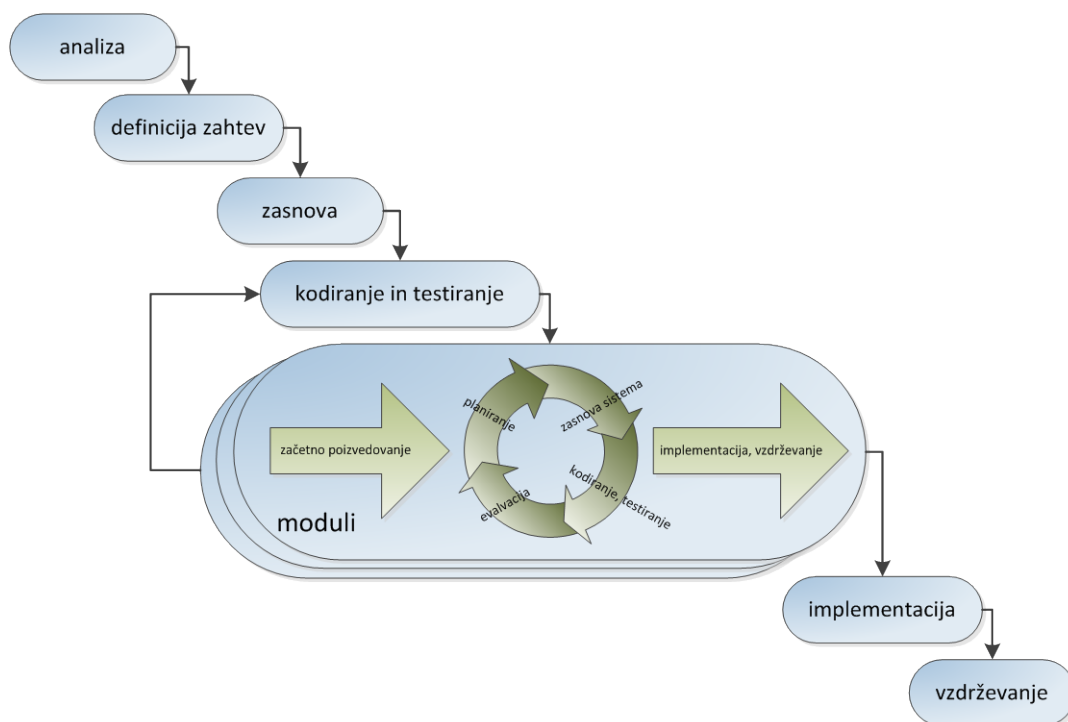 analiza
definicija zahtev
zasnova
kodiranje in testiranje
začetno poizvedovanje
planiranje
zasnova sistema
kodiranje, testiranje
evalvacija
implementacija, vzdrževanje
moduli
implementacija
vzdrževanje